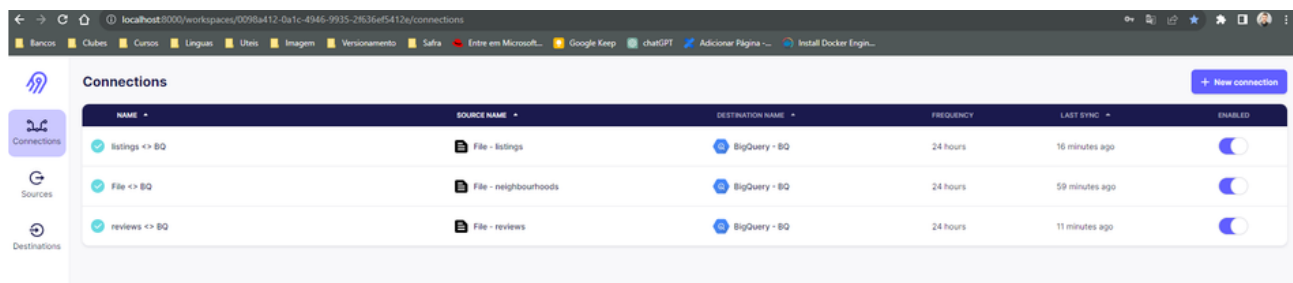 localhost:8000/workspaces/0098a412-0a1c-4946-9935-2f636ef5412e/connections
Bancos Clubes Cursos Linguas Uteis Imagem Versionamento Safra Entre em Microsoft... Google Keep chatGPT Adicionar Página -... Install Docker Engin...
Connections + New connection
NAME SOURCE NAME DESTINATION NAME FREQUENCY LAST SYNC ENABLED
Connections
listings <> BQ File - listings BigQuery - BQ 24 hours 16 minutes ago
Sources
File <> BQ File - neighbourhoods BigQuery - BQ 24 hours 59 minutes ago
Destinations
reviews <> BQ File - reviews BigQuery - BQ 24 hours 11 minutes ago